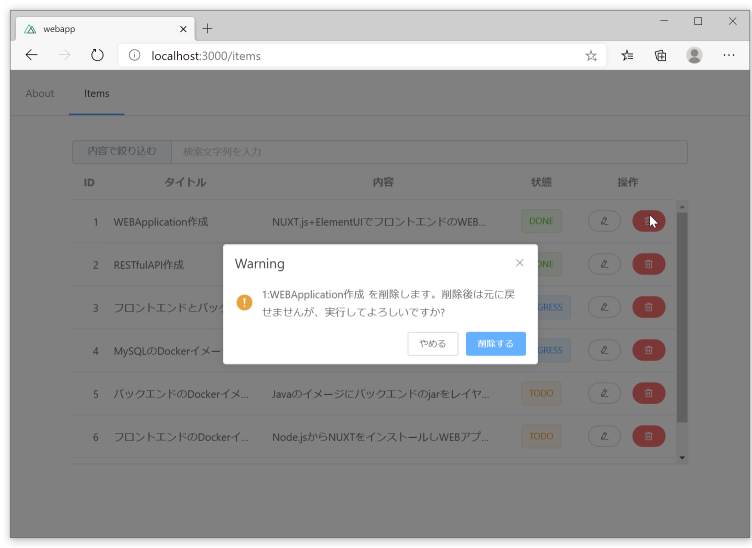 webapp
localhost:3000/items
About Items
内容で絞り込む 検索文字列を入力
ID タイトル 内容 状態 操作
1 WEBApplication作成 NUXT.js+ElementUIでフロントエンドのWEB... DONE
2 RESTfulAPI作成 ONE
3 フロントエンドとバック GRESS
4 MySQLのDockerイメー GRESS
5 バックエンドのDockerイメ... Javaのイメージにバックエンドのjarをレイヤ... TODO
6 フロントエンドのDockerイ... Node.jsからNUXTをインストールしWEBアプ... TODO
Warning
1:WEBApplication作成 を削除します。削除後は元に戻
せませんが、実行してよろしいですか?
やめる 削除する